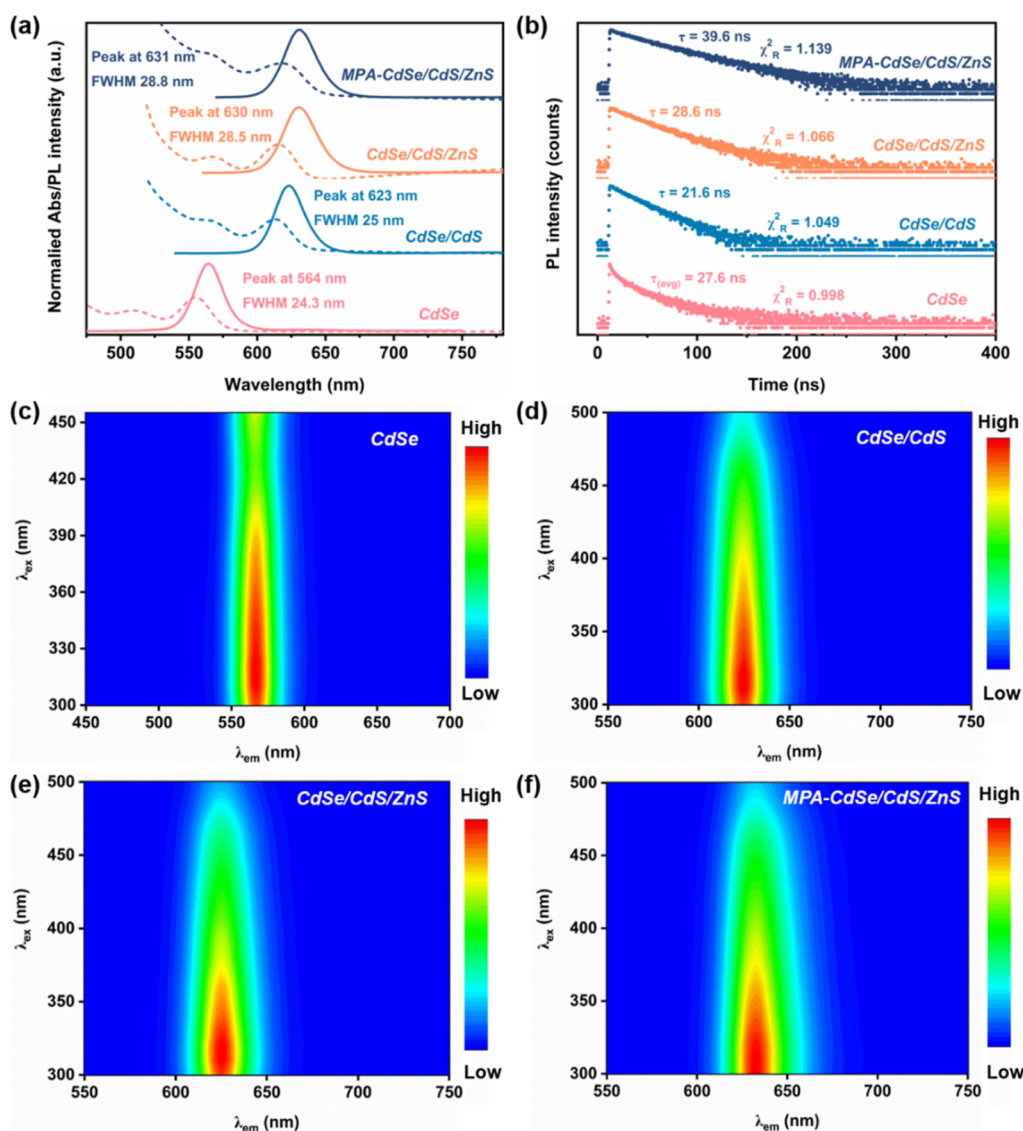 (a)
Normalied Abs/PL intensity (a.u.)
Peak at 631 nm
FWHM 28.8 nm
MPA-CdSe/CdS/ZnS
Peak at 630 nm
FWHM 28.5 nm
CdSe/CdS/ZnS
Peak at 623 nm
FWHM 25 nm
CdSe/CdS
Peak at 564
FWHM 24.3 nm
CdSe
500 550 600 650 700 750
Wavelength (nm)
(b)
PL intensity (counts)
τ = 39.6 ns
χ²R = 1.139
MPA-CdSe/CdS/ZnS
τ = 28.6 ns
χ²R = 1.066
CdSe/CdS/ZnS
τ = 21.6 ns
χ²R = 1.049
CdSe/CdS
τ(avg) = 27.6 ns
χ²R = 0.998
CdSe
0 100 200 300 400
Time (ns)
(c)
CdSe
High
Low
450
420
390
360
330
300
λex (nm)
450 500 550 600 650 700
λem (nm)
(d)
CdSe/CdS
High
Low
500
450
400
350
300
λex (nm)
550 600 650 700 750
λem (nm)
(e)
CdSe/CdS/ZnS
High
Low
500
450
400
350
300
λex (nm)
550 600 650 700 750
λem (nm)
(f)
MPA-CdSe/CdS/ZnS
High
Low
500
450
400
350
300
λex (nm)
550 600 650 700 750
λem (nm)